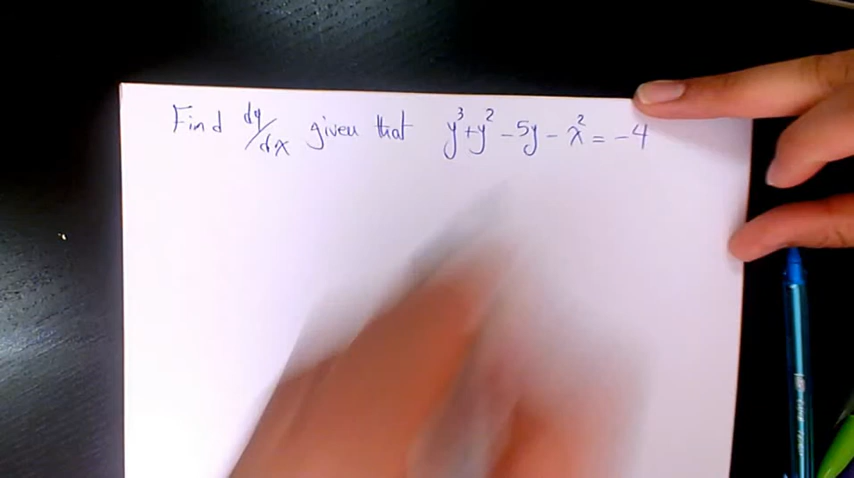 Find dy/dx given that y³+y²-5y-x²=-4